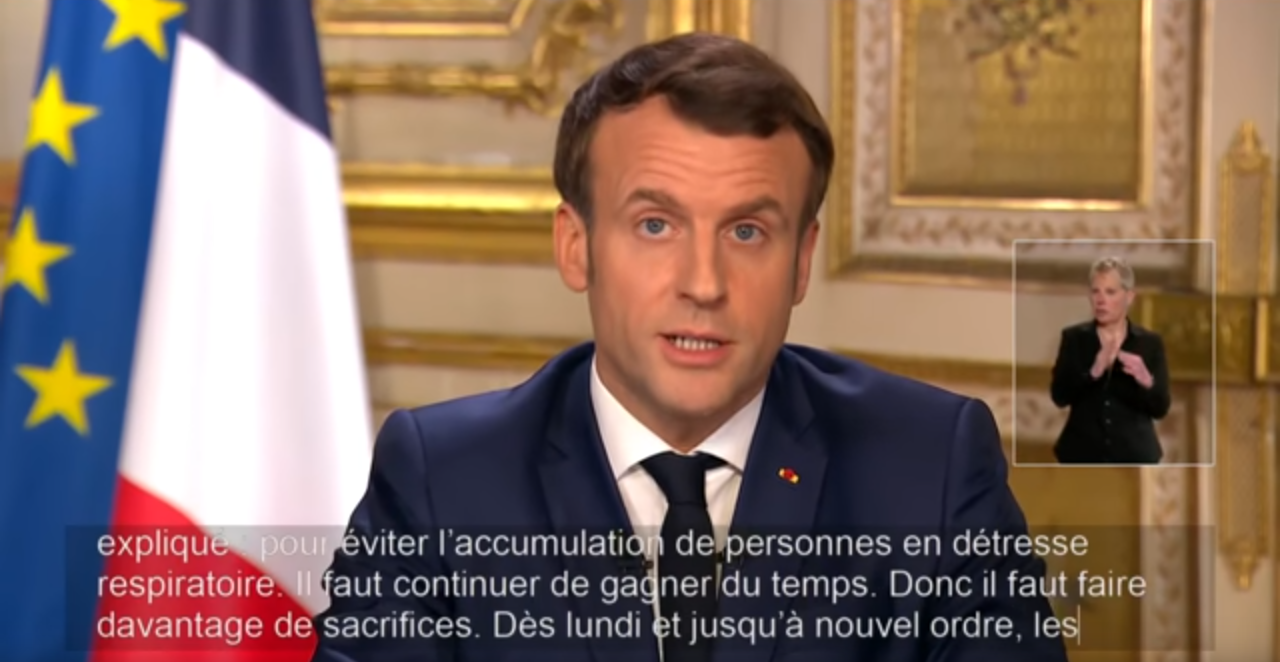 expliqué : pour éviter l'accumulation de personnes en détresse
respiratoire. Il faut continuer de gagner du temps. Donc il faut faire
davantage de sacrifices. Dès lundi et jusqu'à nouvel ordre, les